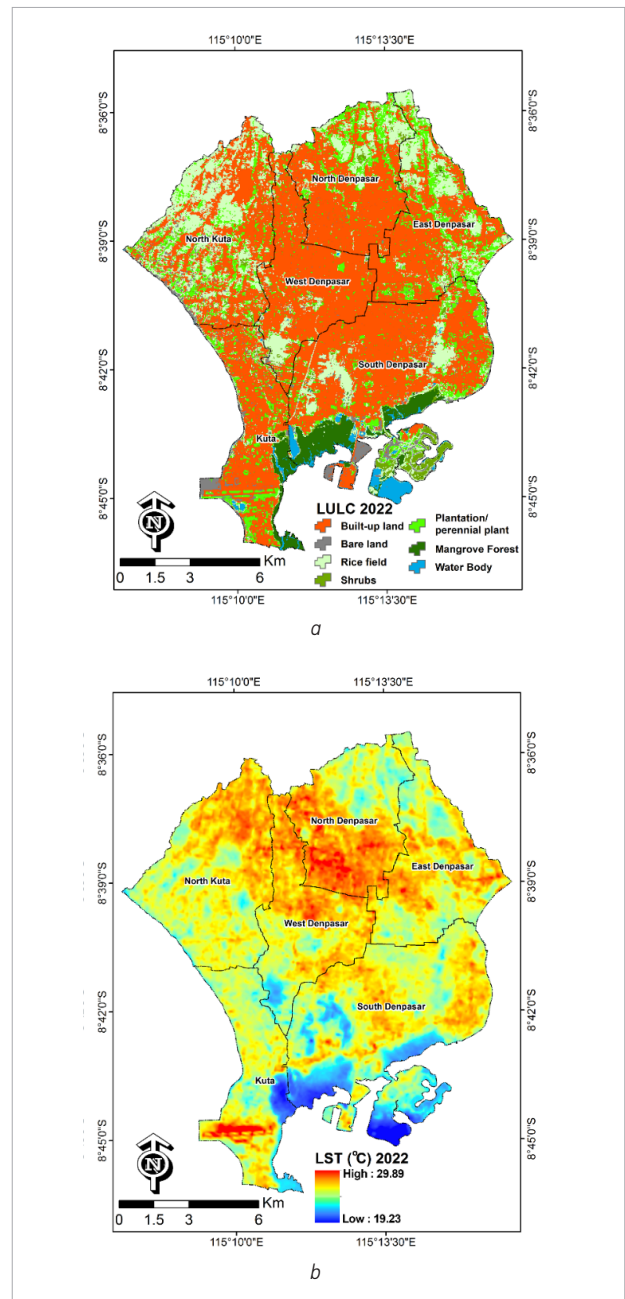 115°10'0"E 115°13'30"E
8°36'0"S 8°36'0"S
North Denpasar
East Denpasar
North Kuta
8°39'0"S 8°39'0"S
West Denpasar
8°42'0"S 8°42'0"S
South Denpasar
Kuta
8°45'0"S 8°45'0"S
LULC 2022
Built-up land
Bare land
Rice field
Shrubs
Plantation/
perennial plant
Mangrove Forest
Water Body
N
Km
0 1.5 3 6
115°10'0"E 115°13'30"E
a
115°10'0"E 115°13'30"E
8°36'0"S 8°36'0"S
North Denpasar
East Denpasar
North Kuta
8°39'0"S 8°39'0"S
West Denpasar
8°42'0"S 8°42'0"S
South Denpasar
Kuta
8°45'0"S 8°45'0"S
LST (°C) 2022
High : 29.89
Low : 19.23
N
Km
0 1.5 3 6
115°10'0"E 115°13'30"E
b